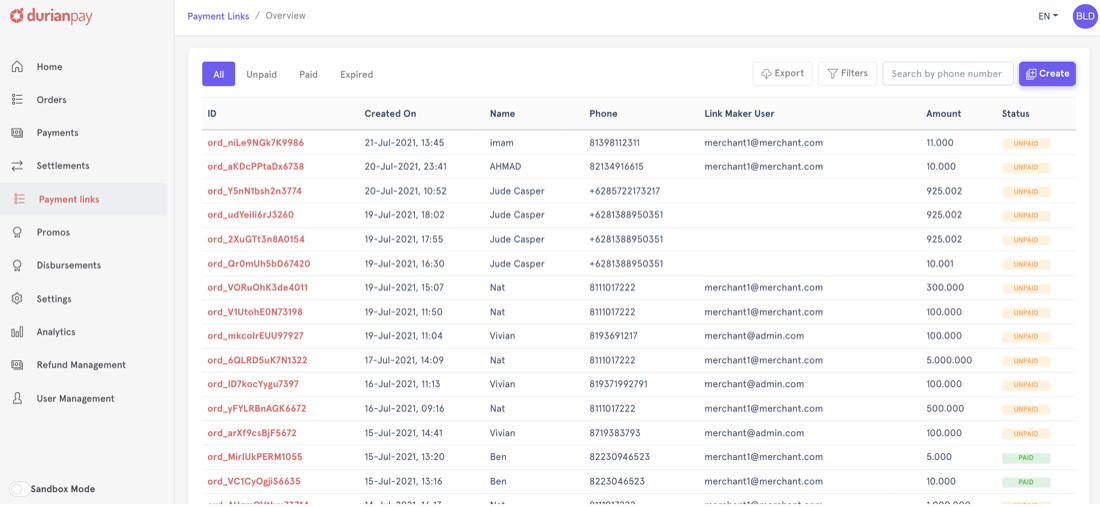 durianpay
Payment Links / Overview
EN
BLD
Home
Orders
Payments
Settlements
Payment links
Promos
Disbursements
Settings
Analytics
Refund Management
User Management
Sandbox Mode
All Unpaid Paid Expired Export Filters Search by phone number Create
ID Created On Name Phone Link Maker User Amount Status
ord_niLe9NGk7K9986 21-Jul-2021, 13:45 imam 81398112311 merchant1@merchant.com 11.000 UNPAID
ord_aKDcPPtaDx6738 20-Jul-2021, 23:41 AHMAD 82134916615 merchant1@merchant.com 10.000 UNPAID
ord_Y5nN1bsh2n3774 20-Jul-2021, 10:52 Jude Casper +6285722173217 925.002 UNPAID
ord_udYeiIi6rJ3260 19-Jul-2021, 18:02 Jude Casper +6281388950351 925.002 UNPAID
ord_2XuGTt3n8A0154 19-Jul-2021, 17:55 Jude Casper +6281388950351 925.002 UNPAID
ord_Qr0mUh5bD67420 19-Jul-2021, 16:30 Jude Casper +6281388950351 10.001 UNPAID
ord_VORuOhK3de4011 19-Jul-2021, 15:07 Nat 8111017222 merchant1@merchant.com 300.000 UNPAID
ord_V1UtohE0N73198 19-Jul-2021, 11:50 Nat 8111017222 merchant1@merchant.com 100.000 UNPAID
ord_mkcoIrEUU97927 19-Jul-2021, 11:04 Vivian 8193691217 merchant@admin.com 100.000 UNPAID
ord_6QLRD5uK7N1322 17-Jul-2021, 14:09 Nat 8111017222 merchant1@merchant.com 5.000.000 UNPAID
ord_ID7kocYygu7397 16-Jul-2021, 11:13 Vivian 819371992791 merchant@admin.com 100.000 UNPAID
ord_yFYLRBnAGK6672 16-Jul-2021, 09:16 Nat 8111017222 merchant1@merchant.com 500.000 UNPAID
ord_arXf9csBjF5672 15-Jul-2021, 14:41 Vivian 8719383793 merchant@admin.com 100.000 UNPAID
ord_MirIUkPERM1055 15-Jul-2021, 13:20 Ben 82230946523 merchant1@merchant.com 5.000 PAID
ord_VC1CyOgjiS6635 15-Jul-2021, 13:16 Ben 8223046523 merchant1@merchant.com 10.000 PAID